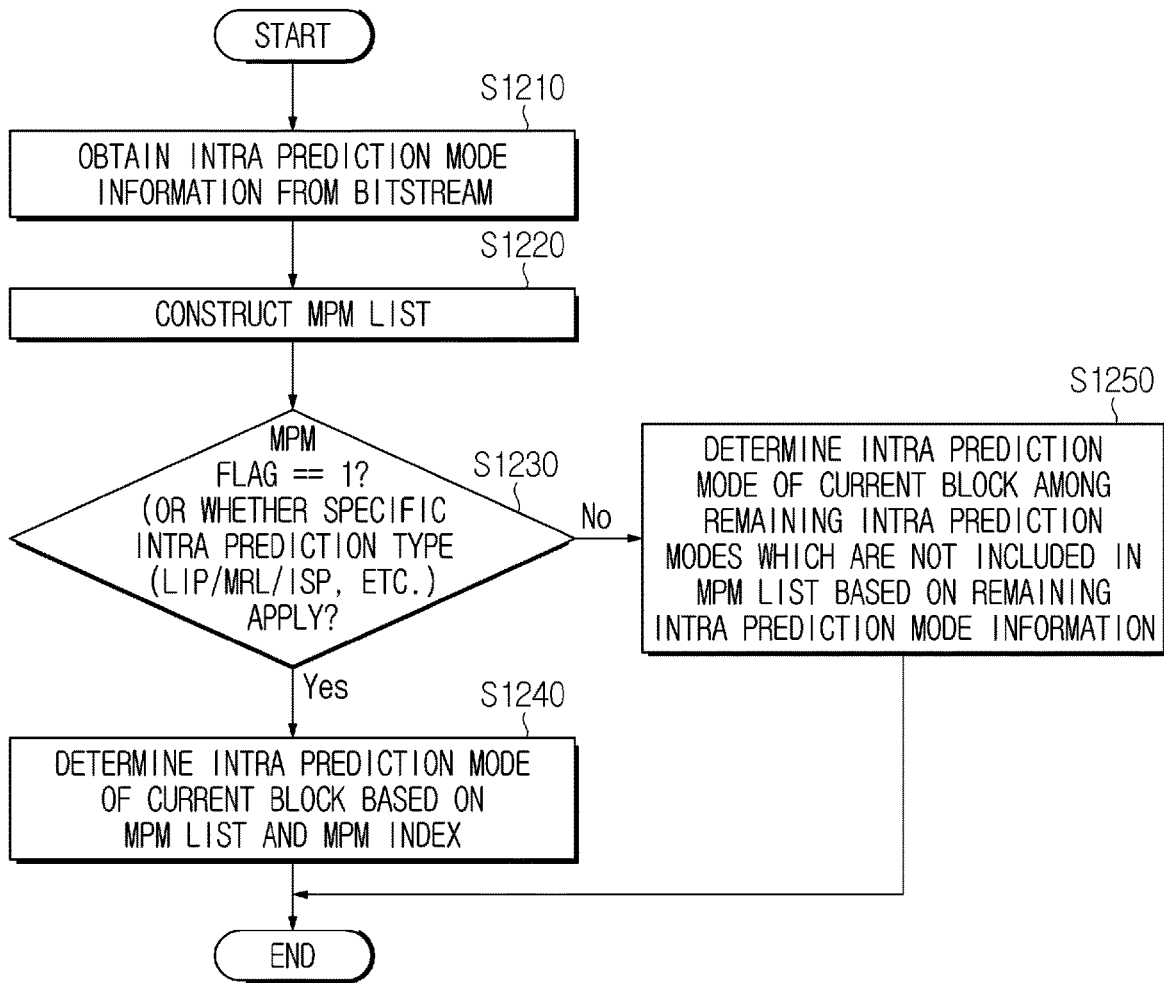 START
S1210
OBTAIN INTRA PREDICTION MODE
INFORMATION FROM BITSTREAM
S1220
CONSTRUCT MPM LIST
MPM
FLAG == 1?
(OR WHETHER SPECIFIC
INTRA PREDICTION TYPE
(LIP/MRL/ISP, ETC.)
APPLY?
S1230
No
S1250
DETERMINE INTRA PREDICTION
MODE OF CURRENT BLOCK AMONG
REMAINING INTRA PREDICTION
MODES WHICH ARE NOT INCLUDED IN
MPM LIST BASED ON REMAINING
INTRA PREDICTION MODE INFORMATION
Yes
S1240
DETERMINE INTRA PREDICTION MODE
OF CURRENT BLOCK BASED ON
MPM LIST AND MPM INDEX
END